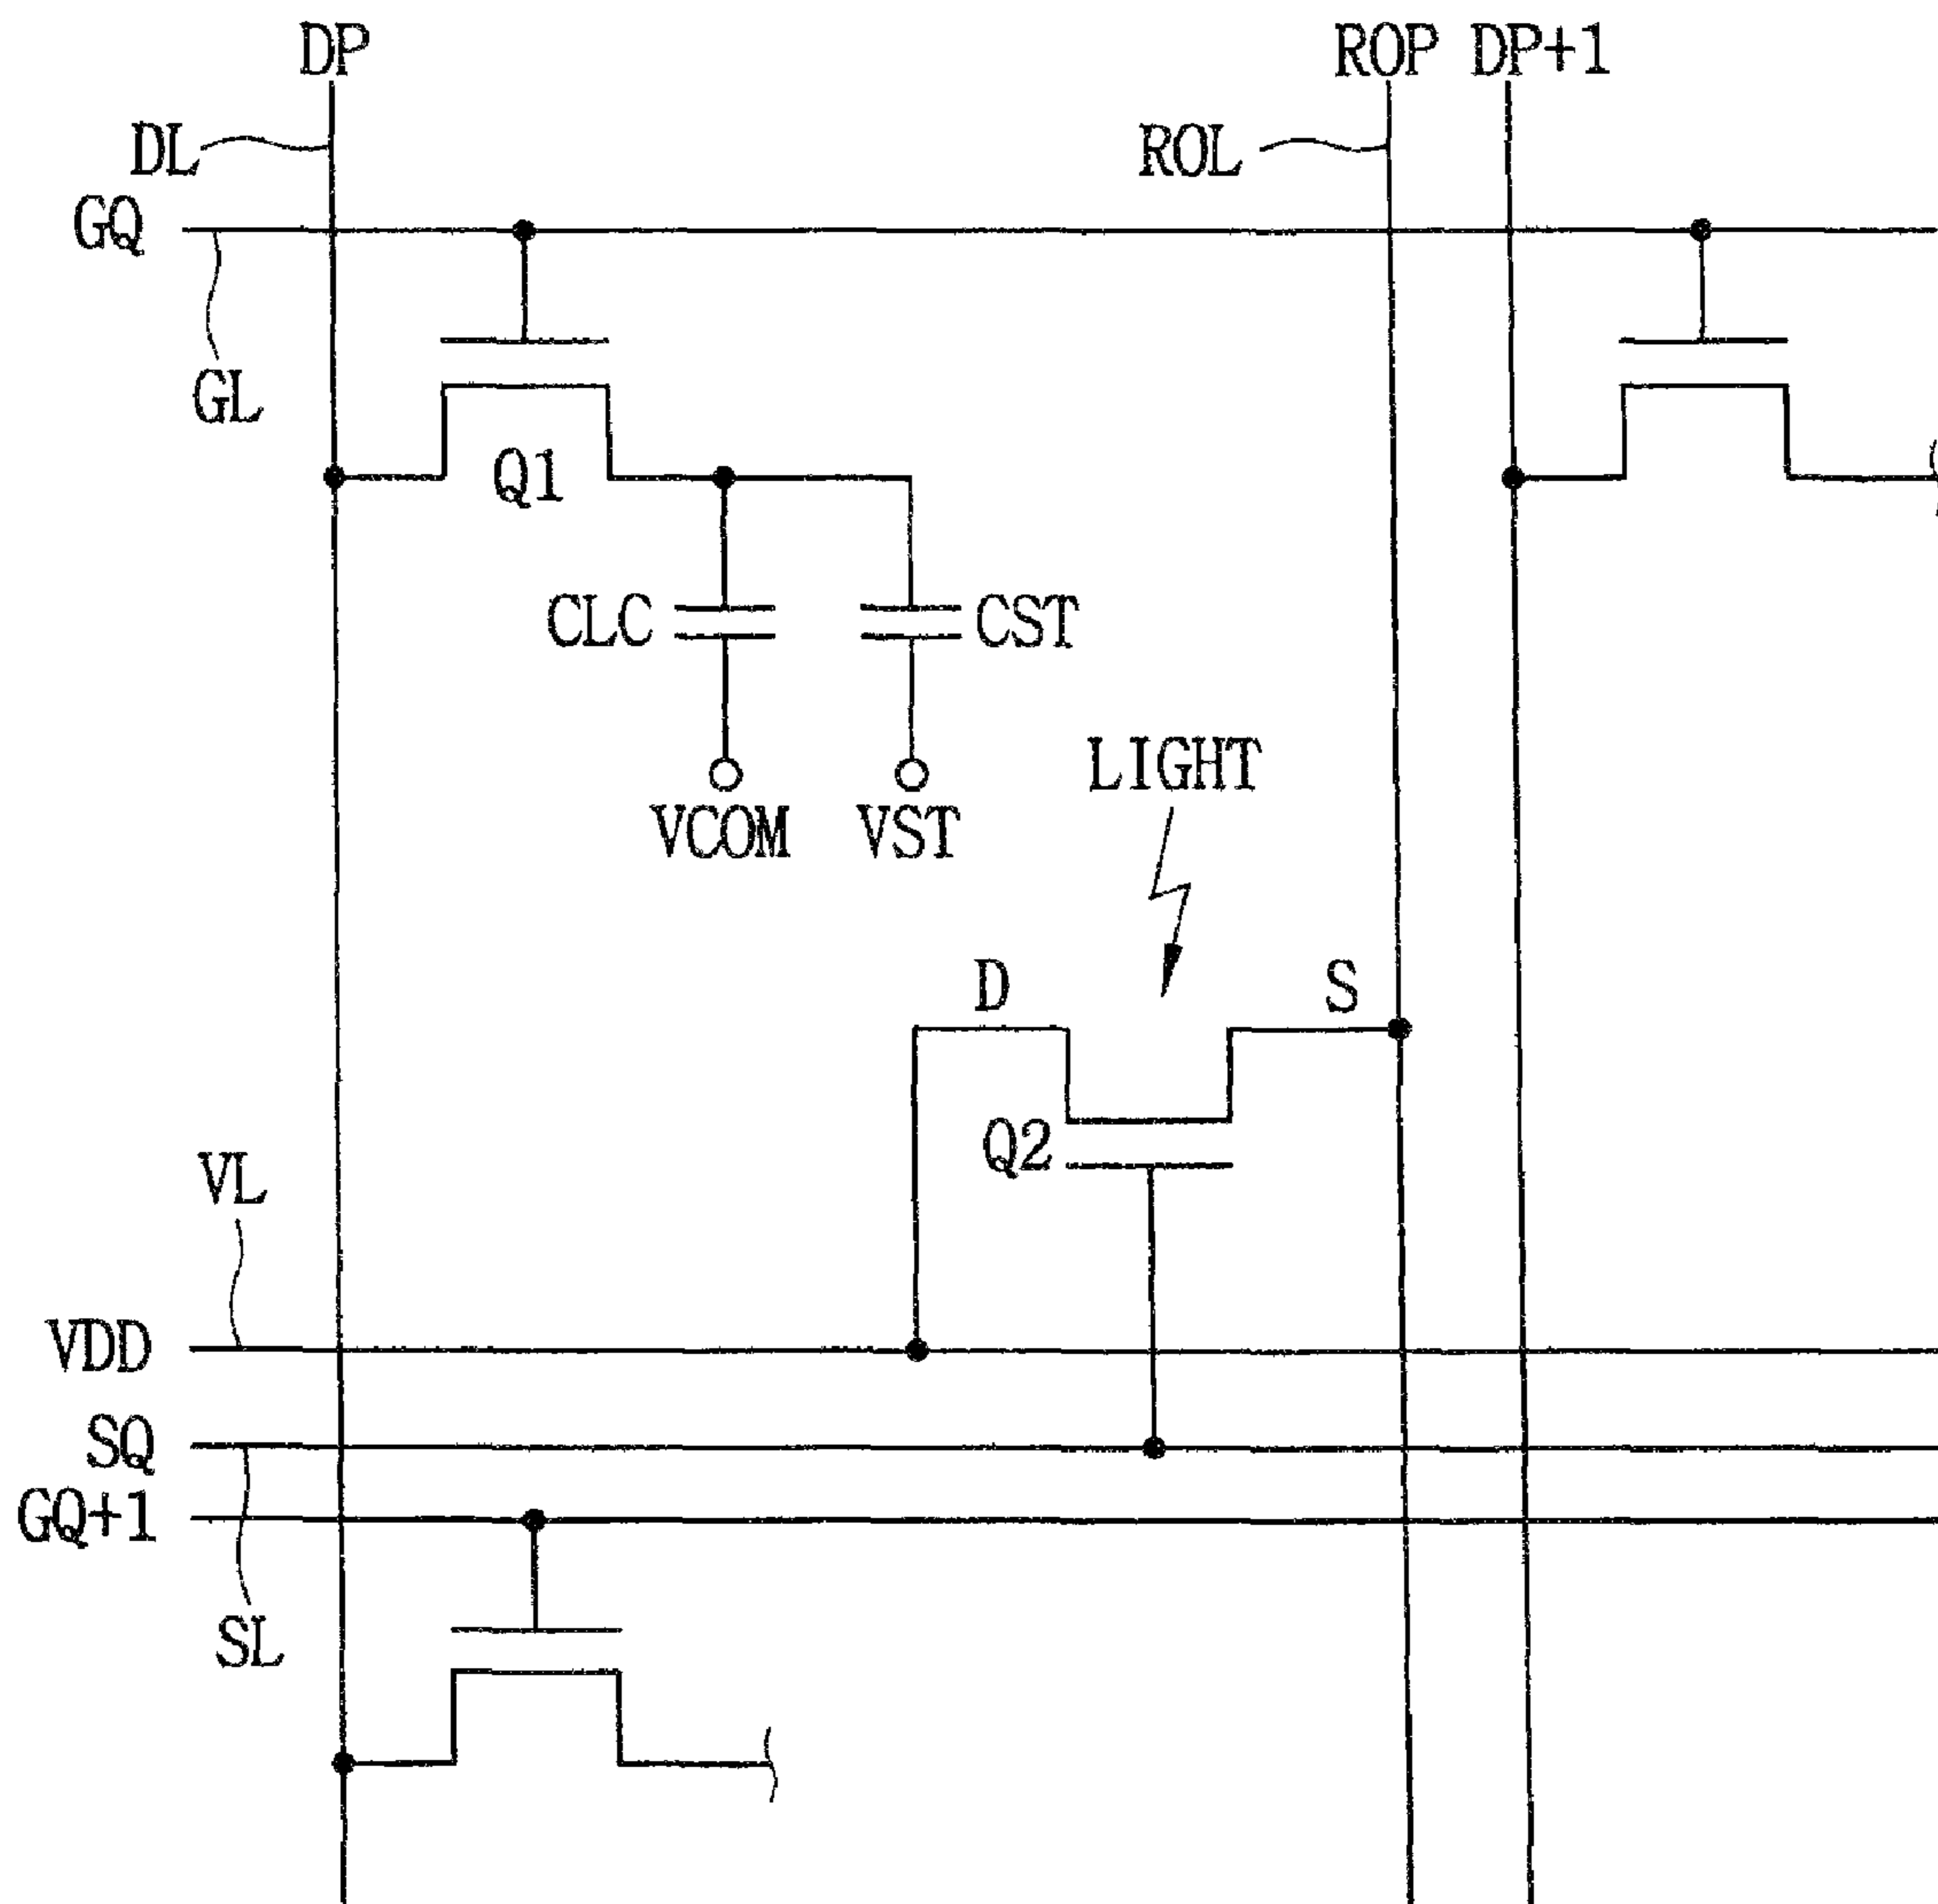 DP
ROP
DP+1
DL
ROL
GQ
GL
Q1
CLC
CST
LIGHT
VCOM
VST
D
S
Q2
VL
VDD
SQ
GQ+1
SL